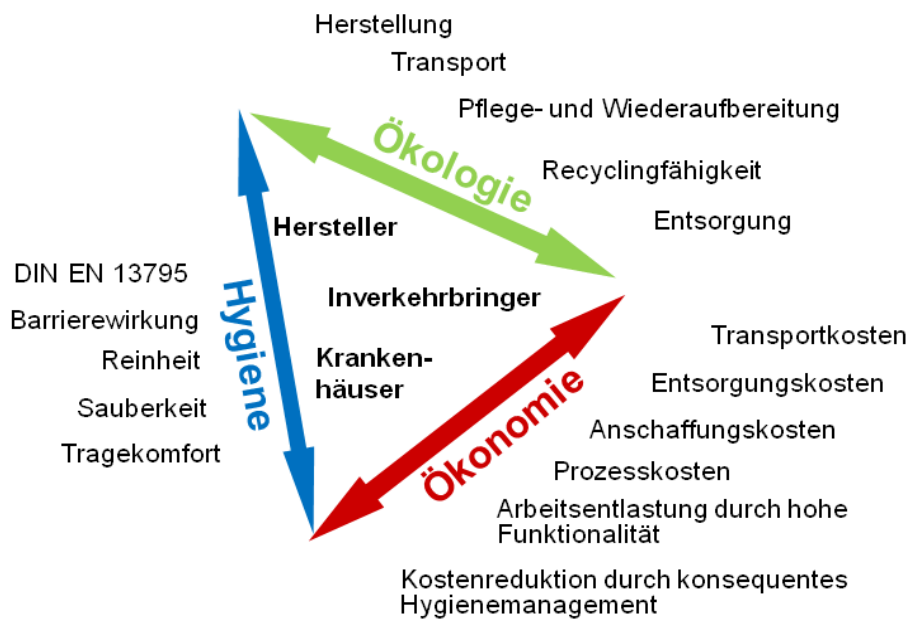 Herstellung
Transport
Pflege- und Wiederaufbereitung
Recyclingfähigkeit
Entsorgung
Ökologie
Hersteller
Inverkehrbringer
Kranken-
häuser
Hygiene
DIN EN 13795
Barrierewirkung
Reinheit
Sauberkeit
Tragekomfort
Ökonomie
Transportkosten
Entsorgungskosten
Anschaffungskosten
Prozesskosten
Arbeitsentlastung durch hohe
Funktionalität
Kostenreduktion durch konsequentes
Hygienemanagement